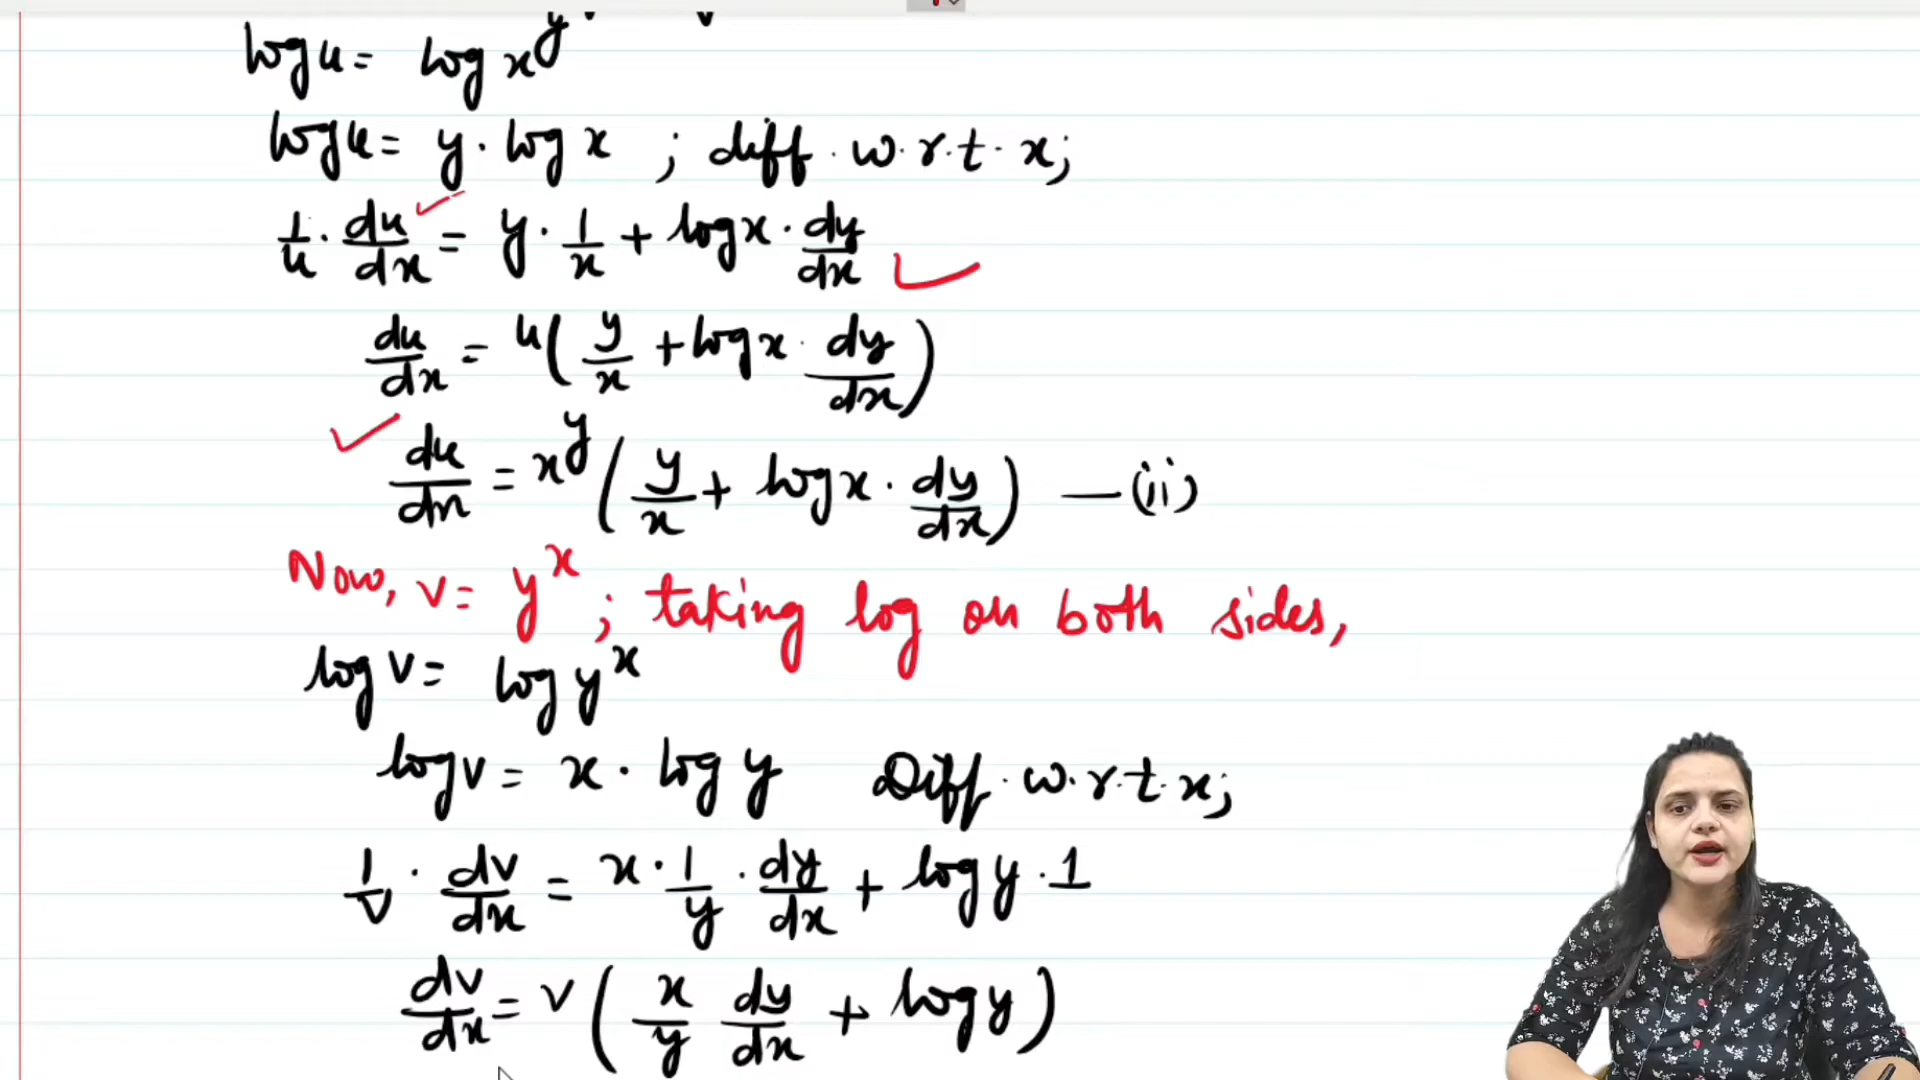 log u = log x^y
log u = y · log x ; diff. w.r.t. x;
1/u · du/dx = y · 1/x + log x · dy/dx
du/dx = u ( y/x + log x · dy/dx )
du/dx = x^y ( y/x + log x · dy/dx ) — (ii)
Now, v = y^x ; taking log on both sides,
log v = log y^x
log v = x · log y Diff. w.r.t. x;
1/v · dv/dx = x · 1/y · dy/dx + log y · 1
dv/dx = v ( x/y dy/dx + log y )